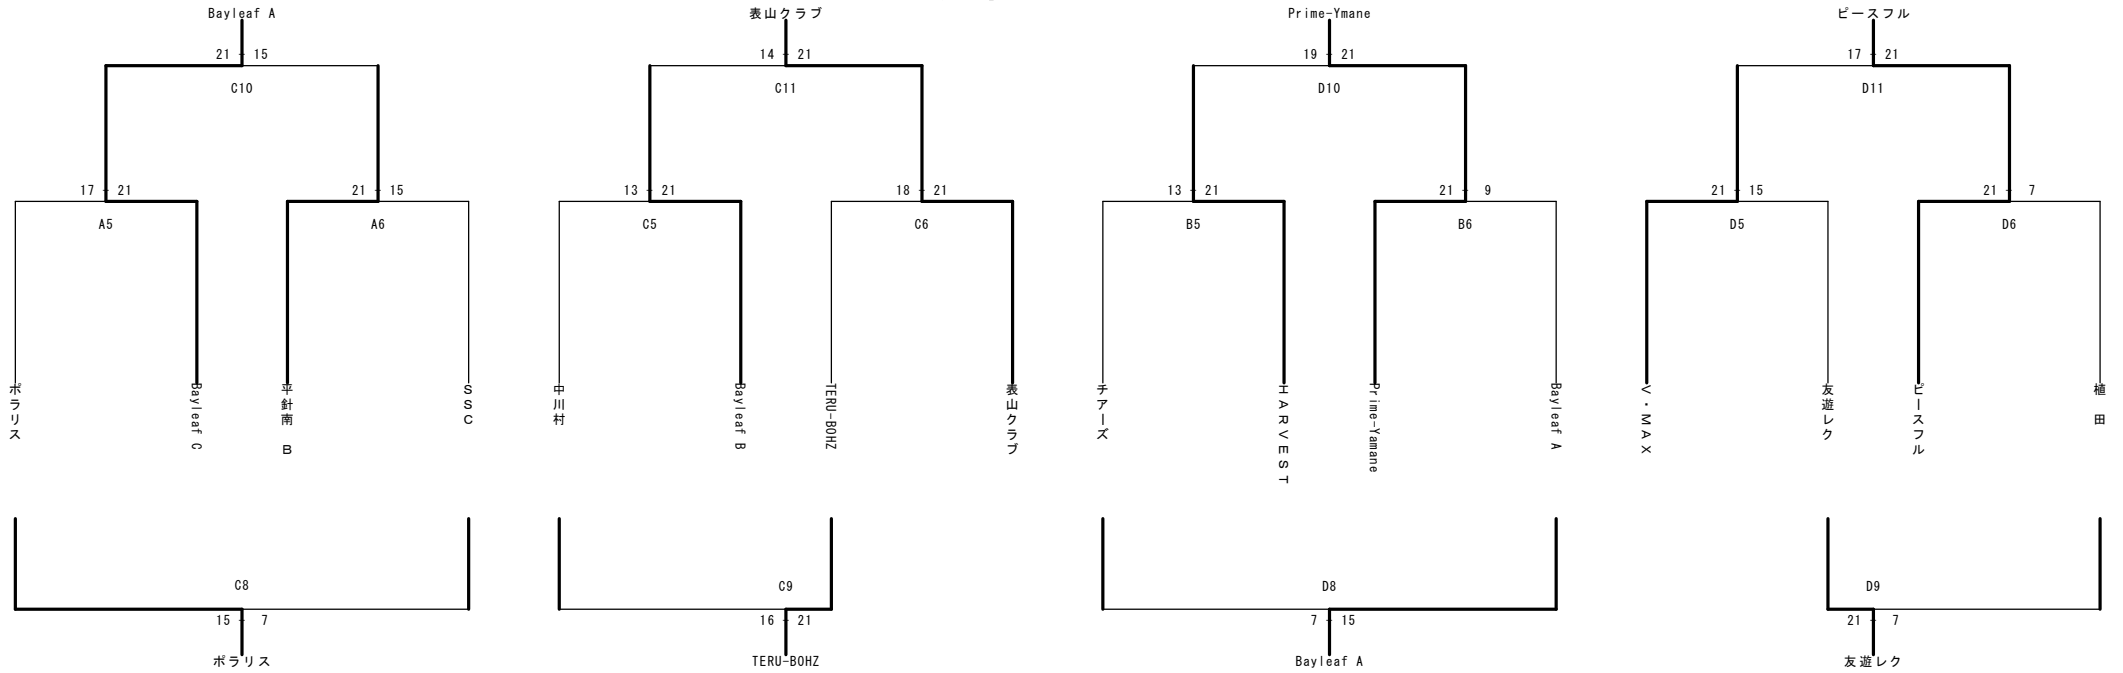 Bayleaf A 表山クラブ Prime-Ymane ピースフル
21 15 14 21 19 21 17 21
C10 C11 D10 D11
17 21 21 15 13 21 18 21 13 21 21 9 21 15 21 7
A5 A6 C5 C6 B5 B6 D5 D6
ポラリス
Bayleaf C
平針南 B
SSC
中川村
Bayleaf B
TERU-BOHZ
表山クラブ
チアーズ
HARVEST
Prime-Yamane
Bayleaf A
V・MAX
友遊レク
ピースフル
植田
C8 C9 D8 D9
15 7 16 21 7 15 21 7
ポラリス TERU-BOHZ Bayleaf A 友遊レク